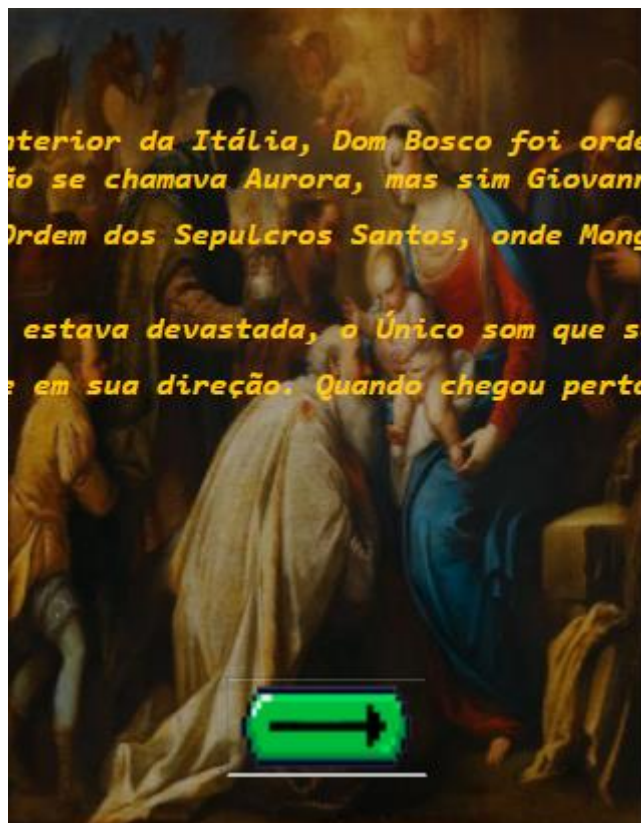 nterior da Itália, Dom Bosco foi orde
ão se chamava Aurora, mas sim Giovann
Ordem dos Sepulcros Santos, onde Mong
estava devastada, o Único som que s
e em sua direção. Quando chegou perto